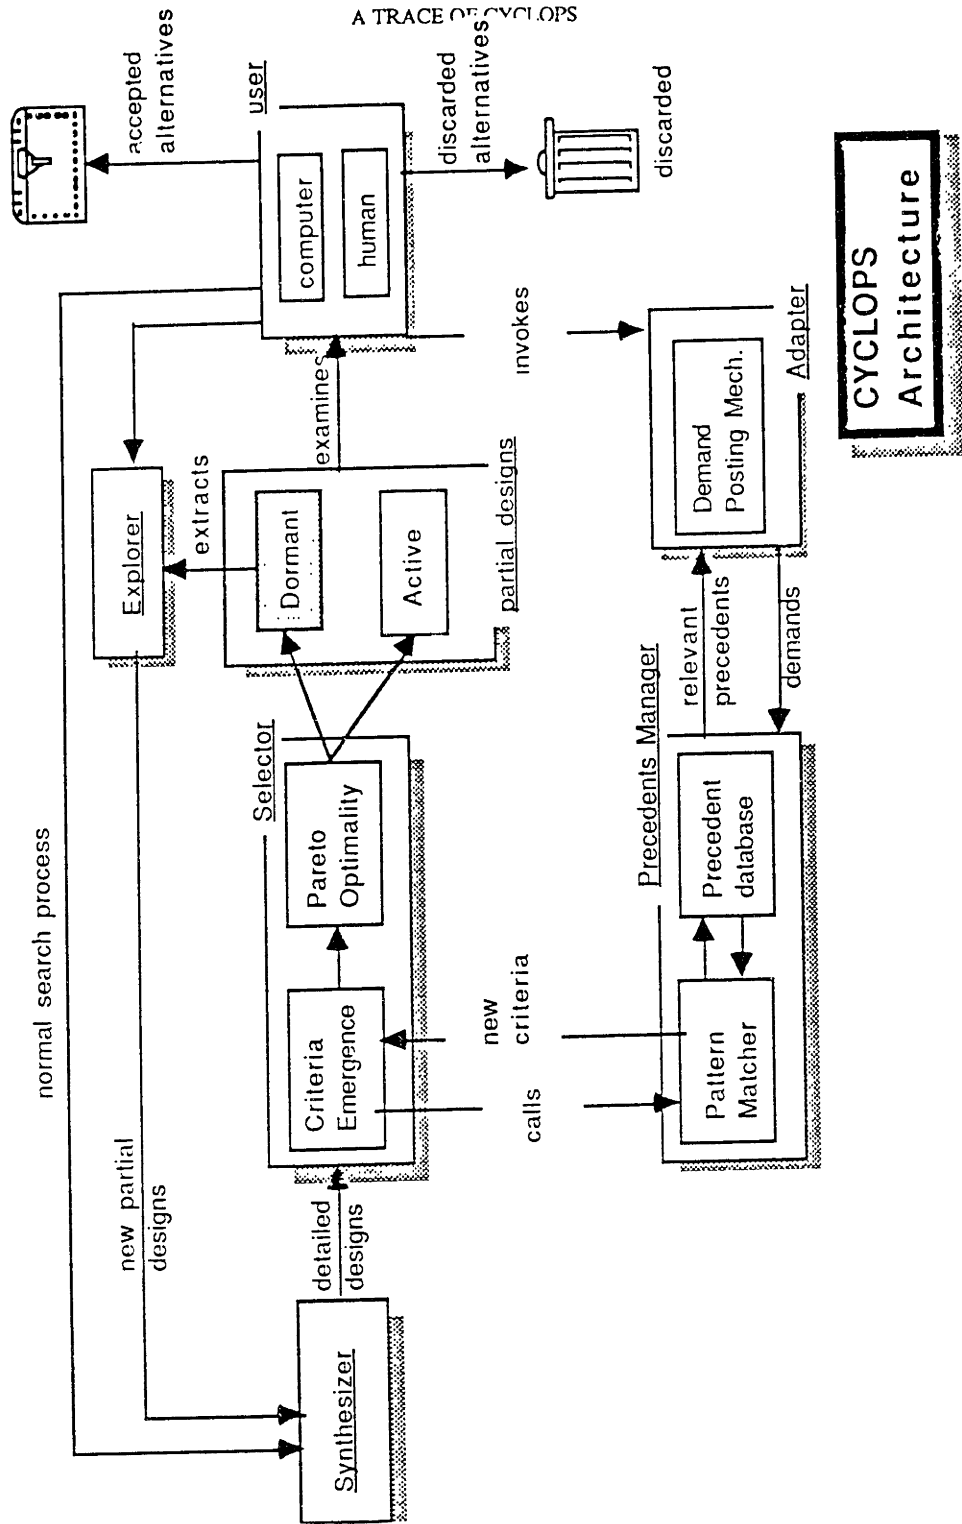 A TRACE OF CYCLOPS
normal search process
new partial
designs
Explorer
extracts
accepted
alternatives
user
computer
human
discarded
alternatives
discarded
examines
Dormant
Active
partial designs
Selector
Pareto
Optimality
Criteria
Emergence
detailed
designs
Synthesizer
new
criteria
calls
invokes
Precedents Manager
Precedent
database
Pattern
Matcher
relevant
precedents
demands
Demand
Posting Mech.
Adapter
CYCLOPS
Architecture